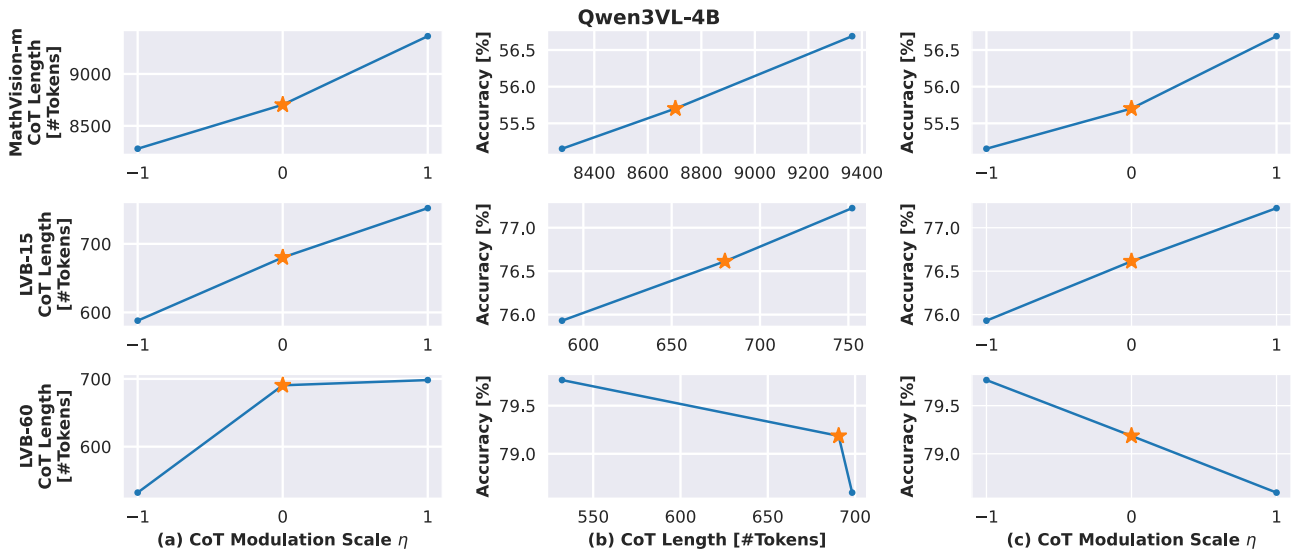 Qwen3VL-4B
MathVision-m
CoT Length
[#Tokens]
9000
8500
−1
0
1
Accuracy [%]
56.5
56.0
55.5
8400
8600
8800
9000
9200
9400
Accuracy [%]
56.5
56.0
55.5
−1
0
1
LVB-15
CoT Length
[#Tokens]
700
600
−1
0
1
Accuracy [%]
77.0
76.5
76.0
600
650
700
750
Accuracy [%]
77.0
76.5
76.0
−1
0
1
LVB-60
CoT Length
[#Tokens]
700
600
−1
0
1
(a) CoT Modulation Scale η
Accuracy [%]
79.5
79.0
550
600
650
700
(b) CoT Length [#Tokens]
Accuracy [%]
79.5
79.0
−1
0
1
(c) CoT Modulation Scale η